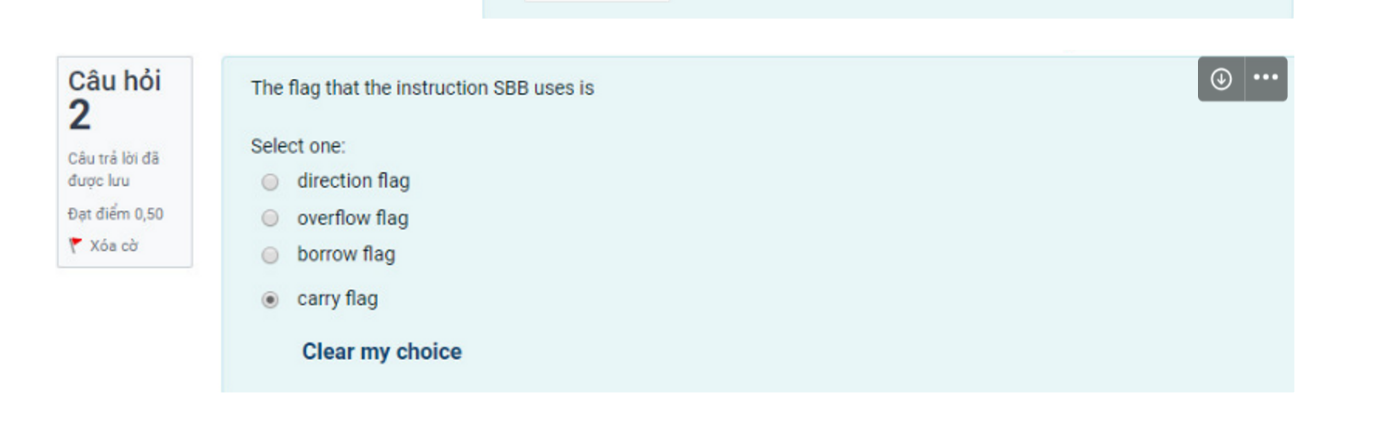 Câu hỏi
2
Câu trả lời đã
được lưu
Đạt điểm 0,50
Xóa cờ
The flag that the instruction SBB uses is
Select one:
direction flag
overflow flag
borrow flag
carry flag
Clear my choice